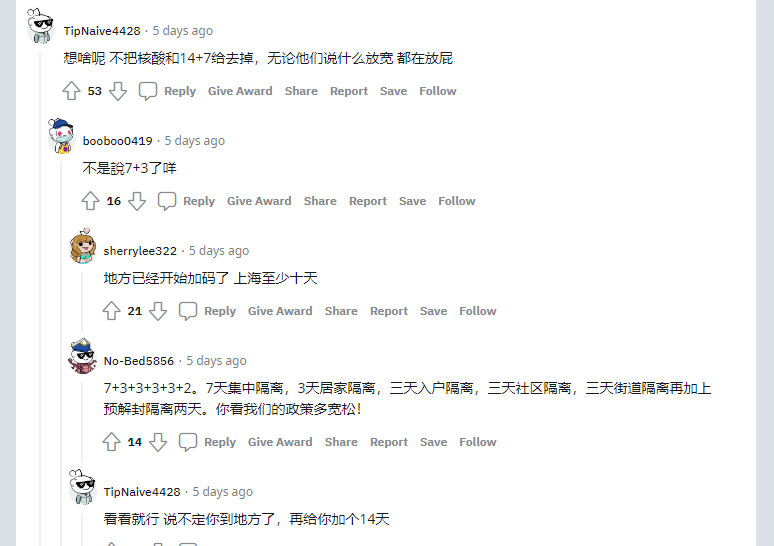 TipNaive4428 · 5 days ago
想啥呢 不把核酸和14+7给去掉，无论他们说什么放宽 都在放屁
53 Reply Give Award Share Report Save Follow
booboo0419 · 5 days ago
不是說7+3了咩
16 Reply Give Award Share Report Save Follow
sherrylee322 · 5 days ago
地方已经开始加码了 上海至少十天
21 Reply Give Award Share Report Save Follow
No-Bed5856 · 5 days ago
7+3+3+3+3+2。7天集中隔离，3天居家隔离，三天入户隔离，三天社区隔离，三天街道隔离再加上
预解封隔离两天。你看我们的政策多宽松！
14 Reply Give Award Share Report Save Follow
TipNaive4428 · 5 days ago
看看就行 说不定你到地方了，再给你加个14天